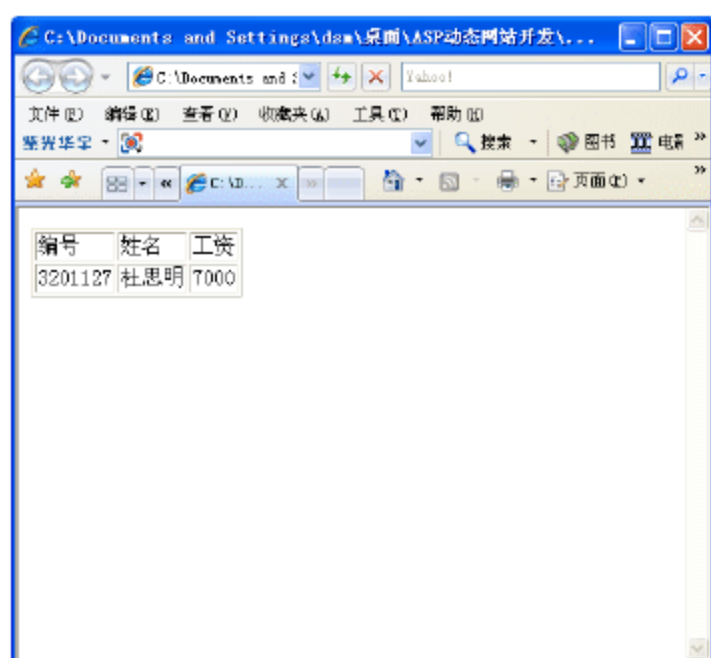 C:\Documents and Settings\dsm\桌面\ASP动态网站开发\...
C:\Documents and
Yahoo!
文件(F) 编辑(E) 查看(V) 收藏夹(A) 工具(T) 帮助(H)
紫光华宇 搜索 图书
C:\D... 页面(P)
编号 姓名 工资
3201127 杜思明 7000